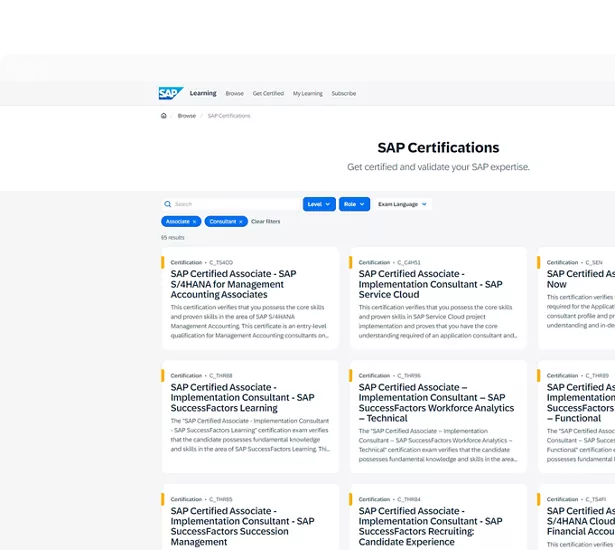 SAP Learning Browse Get Certified My Learning Subscribe
Browse / SAP Certifications
SAP Certifications
Get certified and validate your SAP expertise.
Search Level Role Exam Language
Associate × Consultant × Clear filters
65 results
Certification • C_TS4CO
SAP Certified Associate - SAP
S/4HANA for Management
Accounting Associates
This certification verifies that you possess the core skills
and proven skills in the area of SAP S/4HANA
Management Accounting. This certificate is an entry-level
qualification for Management Accounting consultants on...
Certification • C_C4H51
SAP Certified Associate -
Implementation Consultant - SAP
Service Cloud
This certification verifies that you possess the core skills
and proven skills in SAP Service Cloud project
implementation and proves that you have the core
understanding required of an application consultant and...
Certification • C_SEN
SAP Certified As
Now
This certification verifies
required for the Applicati
consultant profile and pr
understanding and in-de
Certification • C_THR88
SAP Certified Associate -
Implementation Consultant - SAP
SuccessFactors Learning
The "SAP Certified Associate - Implementation Consultant
- SAP SuccessFactors Learning" certification exam verifies
that the candidate possesses fundamental knowledge
and skills in the area of SAP SuccessFactors Learning. Thi...
Certification • C_THR96
SAP Certified Associate –
Implementation Consultant – SAP
SuccessFactors Workforce Analytics
– Technical
The "SAP Certified Associate – Implementation
Consultant – SAP SuccessFactors Workforce Analytics –
Technical" certification exam verifies that the candidate
possesses fundamental knowledge and skills in the area...
Certification • C_THR89
SAP Certified Ass
Implementation
SuccessFactors
– Functional
The "SAP Certified Assoc
Consultant – SAP Succes
Functional" certification e
possesses fundamental
Certification • C_THR85
SAP Certified Associate -
Implementation Consultant - SAP
SuccessFactors Succession
Management
Certification • C_THR84
SAP Certified Associate -
Implementation Consultant - SAP
SuccessFactors Recruiting:
Candidate Experience
Certification • C_TS4FI
SAP Certified As
S/4HANA Cloud
Financial Accou
This certification verifies